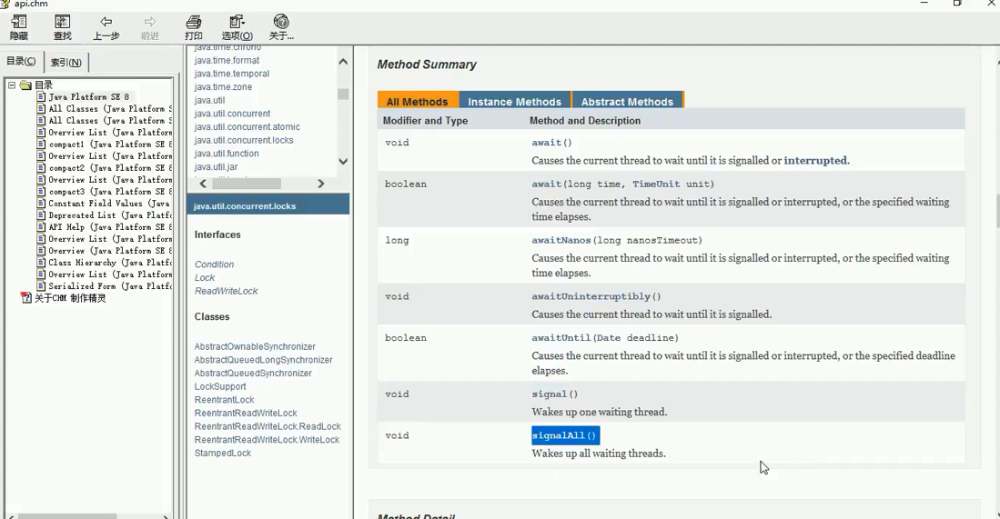 api.chm
隐藏
查找
上一步
前进
打印
选项(O)
关于...
目录(C)
索引(N)
目录
Java Platform SE 8
All Classes (Java Platform S
All Classes (Java Platform S
Overview List (Java Platform
compact1 (Java Platform SE 8
Overview List (Java Platform
compact2 (Java Platform SE 8
Overview List (Java Platform
compact3 (Java Platform SE 8
Constant Field Values (Java
Deprecated List (Java Platfo
API Help (Java Platform SE 8
Overview List (Java Platform
Overview (Java Platform SE 8
Class Hierarchy (Java Platfo
Overview List (Java Platform
Serialized Form (Java Platfo
关于CHM 制作精灵
java.time.chrono
java.time.format
java.time.temporal
java.time.zone
java.util
java.util.concurrent
java.util.concurrent.atomic
java.util.concurrent.locks
java.util.function
java.util.jar
java.util.concurrent.locks
Interfaces
Condition
Lock
ReadWriteLock
Classes
AbstractOwnableSynchronizer
AbstractQueuedLongSynchronizer
AbstractQueuedSynchronizer
LockSupport
ReentrantLock
ReentrantReadWriteLock
ReentrantReadWriteLock.ReadLock
ReentrantReadWriteLock.WriteLock
StampedLock
Method Summary
All Methods Instance Methods Abstract Methods
Modifier and Type Method and Description
void await()
Causes the current thread to wait until it is signalled or interrupted.
boolean await(long time, TimeUnit unit)
Causes the current thread to wait until it is signalled or interrupted, or the specified waiting
time elapses.
long awaitNanos(long nanosTimeout)
Causes the current thread to wait until it is signalled or interrupted, or the specified waiting
time elapses.
void awaitUninterruptibly()
Causes the current thread to wait until it is signalled.
boolean awaitUntil(Date deadline)
Causes the current thread to wait until it is signalled or interrupted, or the specified deadline
elapses.
void signal()
Wakes up one waiting thread.
void signalAll()
Wakes up all waiting threads.
Method Detail